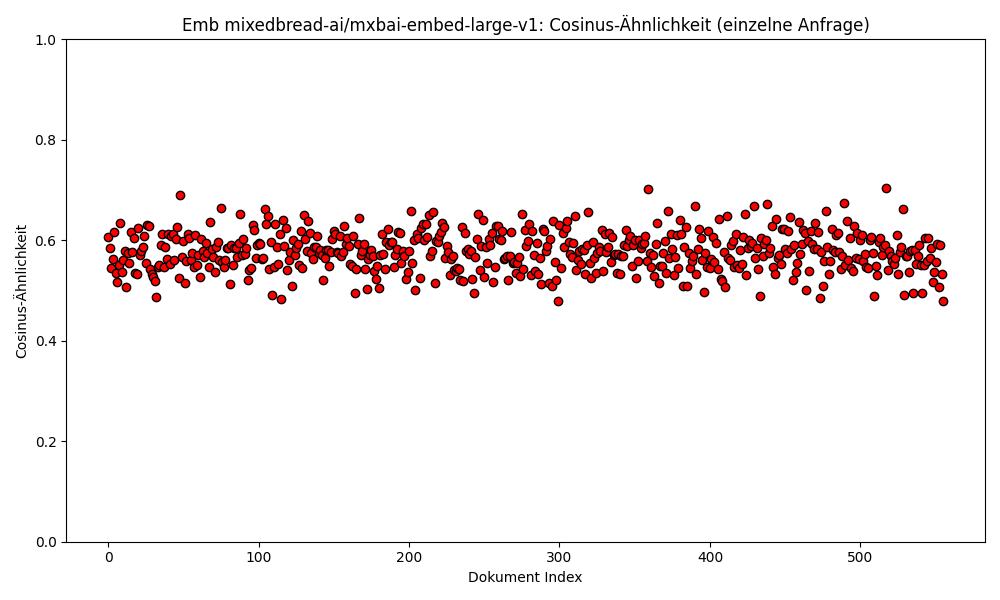 Emb mixedbread-ai/mxbai-embed-large-v1: Cosinus-Ähnlichkeit (einzelne Anfrage)
1.0
0.8
0.6
0.4
0.2
0.0
Cosinus-Ähnlichkeit
0 100 200 300 400 500
Dokument Index